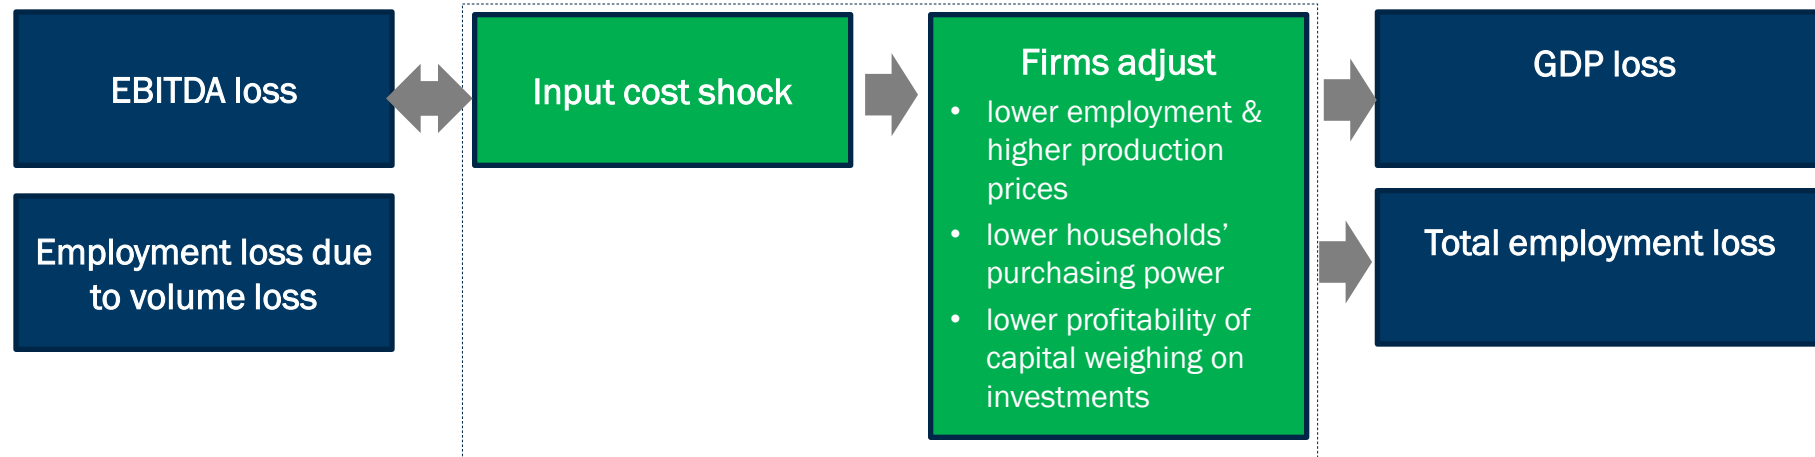 EBITDA loss
Employment loss due
to volume loss
Input cost shock
Firms adjust
• lower employment &
higher production
prices
• lower households’
purchasing power
• lower profitability of
capital weighing on
investments
GDP loss
Total employment loss